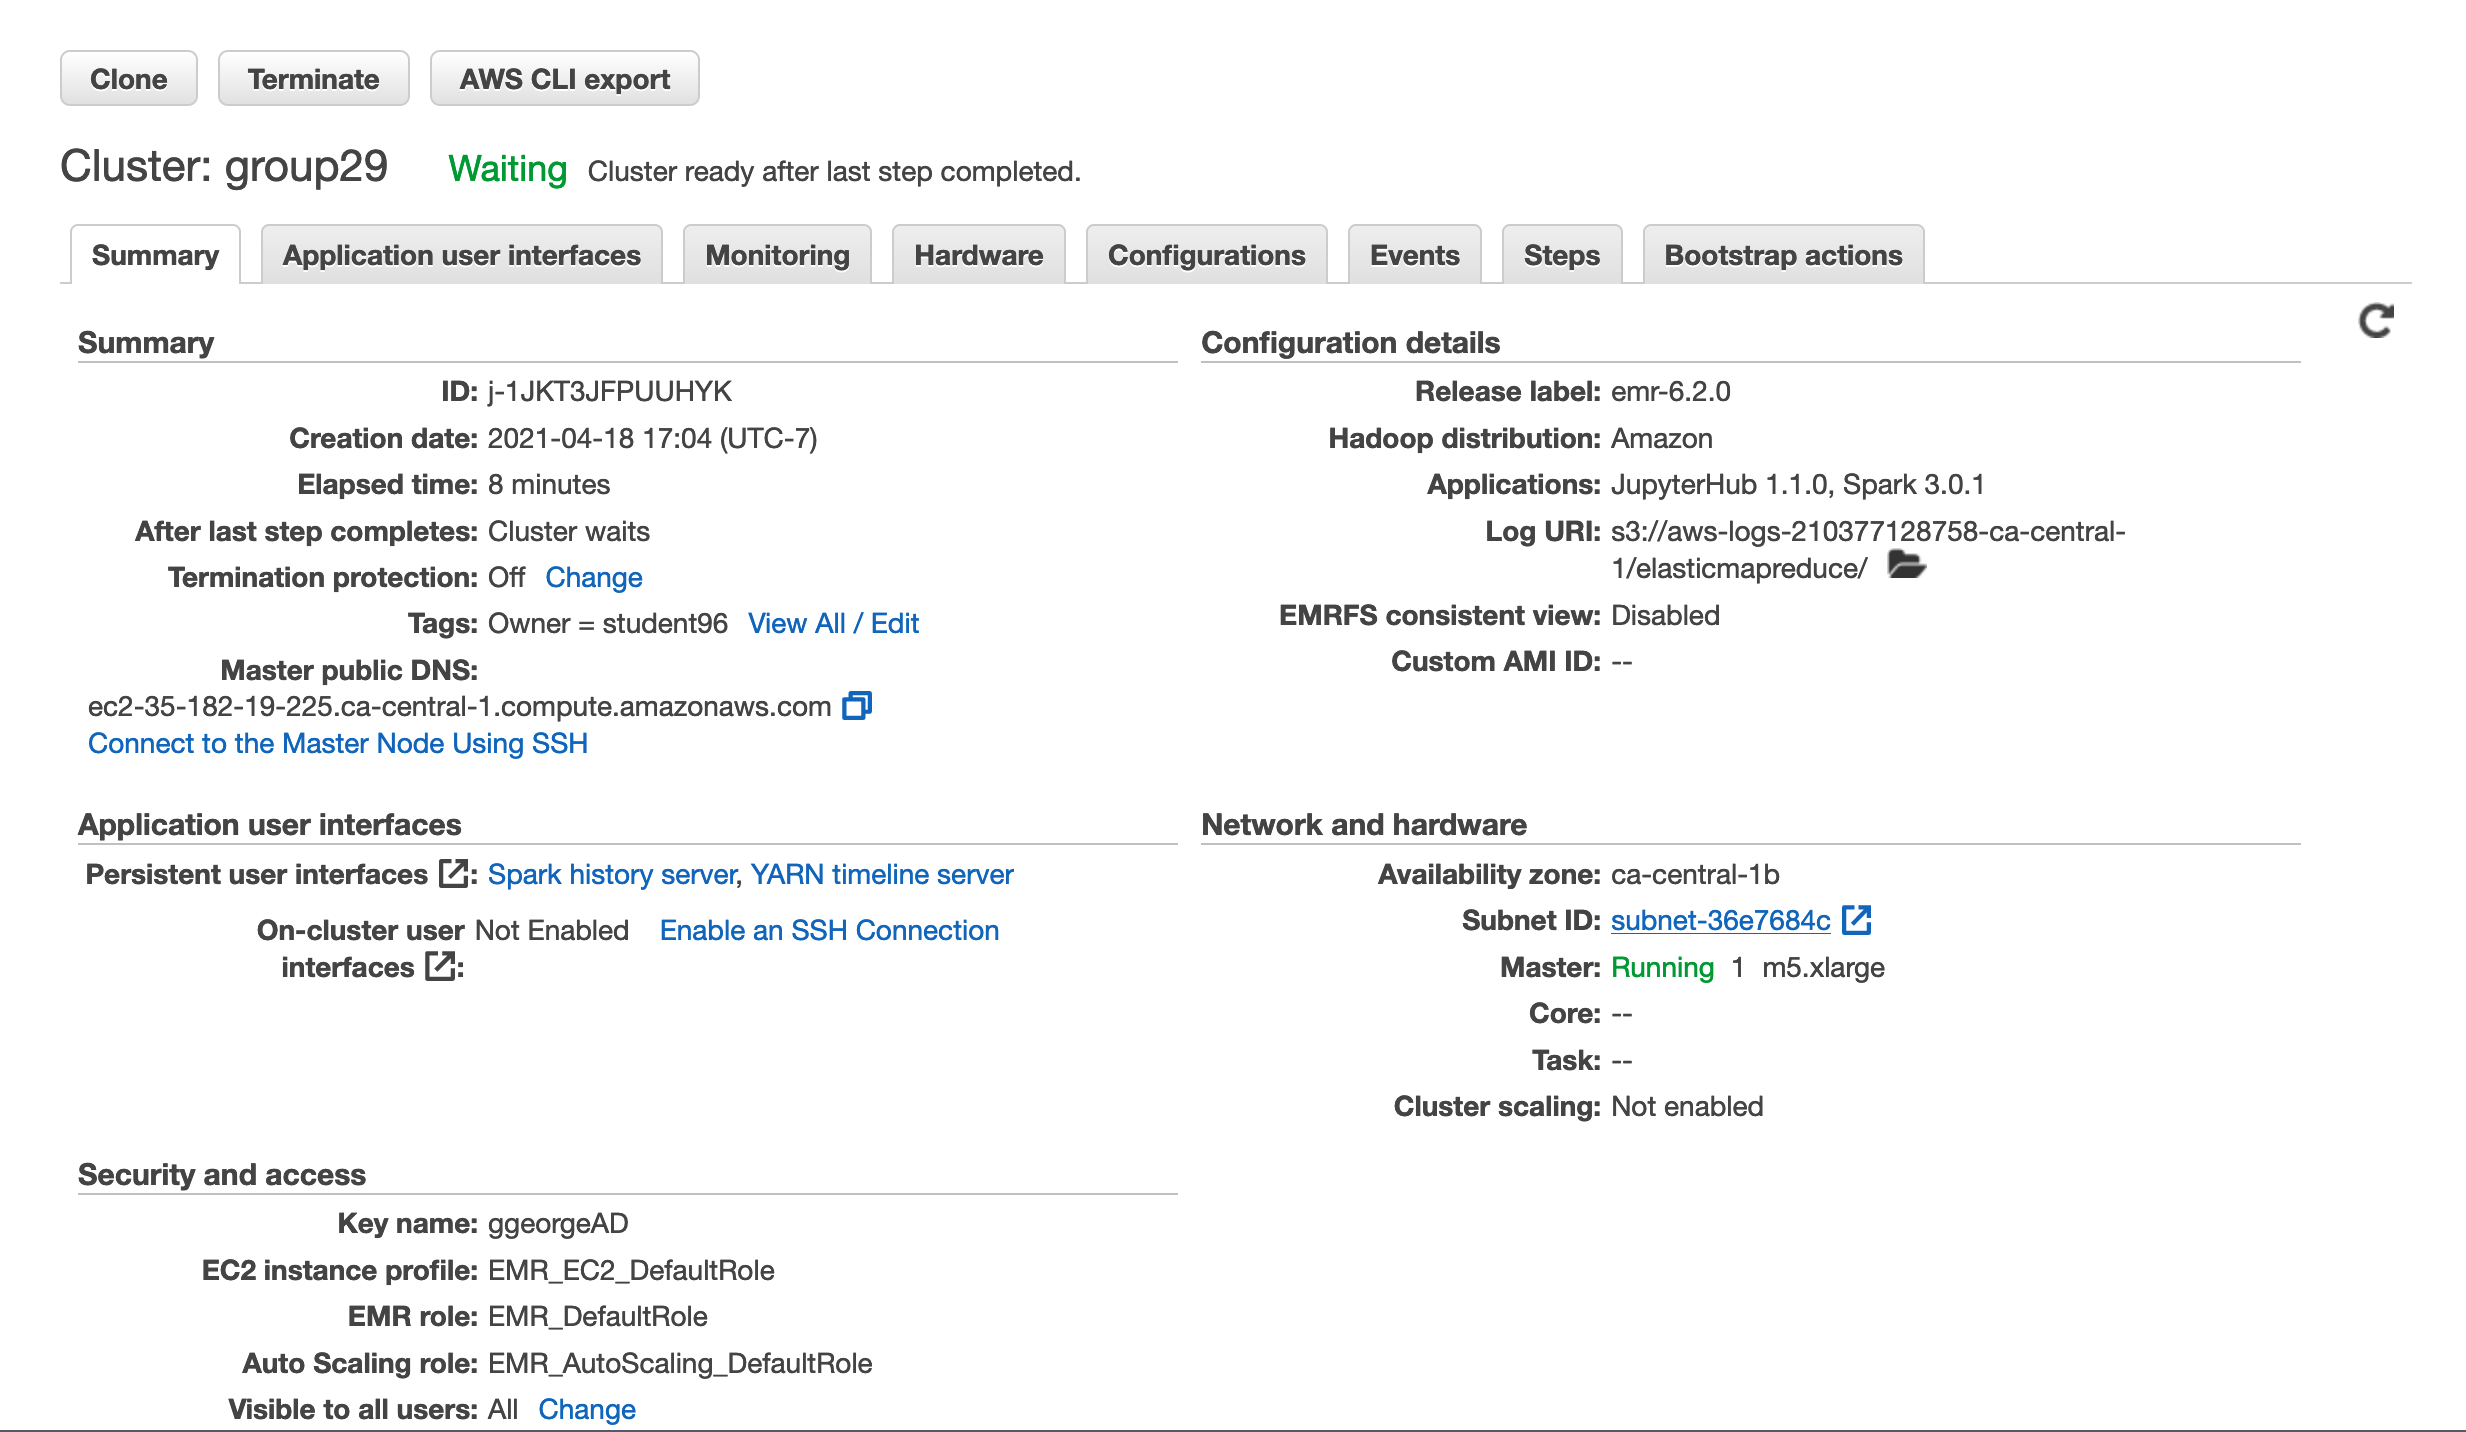 Clone Terminate AWS CLI export
Cluster: group29 Waiting Cluster ready after last step completed.
Summary Application user interfaces Monitoring Hardware Configurations Events Steps Bootstrap actions
Summary
ID: j-1JKT3JFPUUHYK
Creation date: 2021-04-18 17:04 (UTC-7)
Elapsed time: 8 minutes
After last step completes: Cluster waits
Termination protection: Off Change
Tags: Owner = student96 View All / Edit
Master public DNS:
ec2-35-182-19-225.ca-central-1.compute.amazonaws.com
Connect to the Master Node Using SSH
Configuration details
Release label: emr-6.2.0
Hadoop distribution: Amazon
Applications: JupyterHub 1.1.0, Spark 3.0.1
Log URI: s3://aws-logs-210377128758-ca-central-
1/elasticmapreduce/
EMRFS consistent view: Disabled
Custom AMI ID: --
Application user interfaces
Persistent user interfaces : Spark history server, YARN timeline server
On-cluster user Not Enabled Enable an SSH Connection
interfaces :
Network and hardware
Availability zone: ca-central-1b
Subnet ID: subnet-36e7684c
Master: Running 1 m5.xlarge
Core: --
Task: --
Cluster scaling: Not enabled
Security and access
Key name: ggeorgeAD
EC2 instance profile: EMR_EC2_DefaultRole
EMR role: EMR_DefaultRole
Auto Scaling role: EMR_AutoScaling_DefaultRole
Visible to all users: All Change